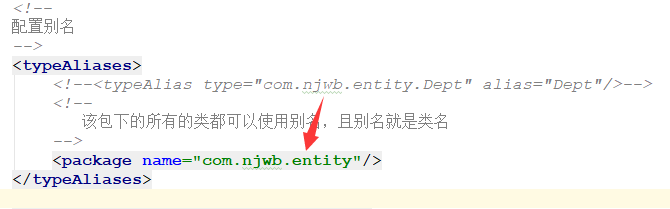 <!--
配置别名
-->
<typeAliases>
<!--<typeAlias type="com.njwb.entity.Dept" alias="Dept"/>-->
<!--
该包下的所有的类都可以使用别名，且别名就是类名
-->
<package name="com.njwb.entity"/>
</typeAliases>